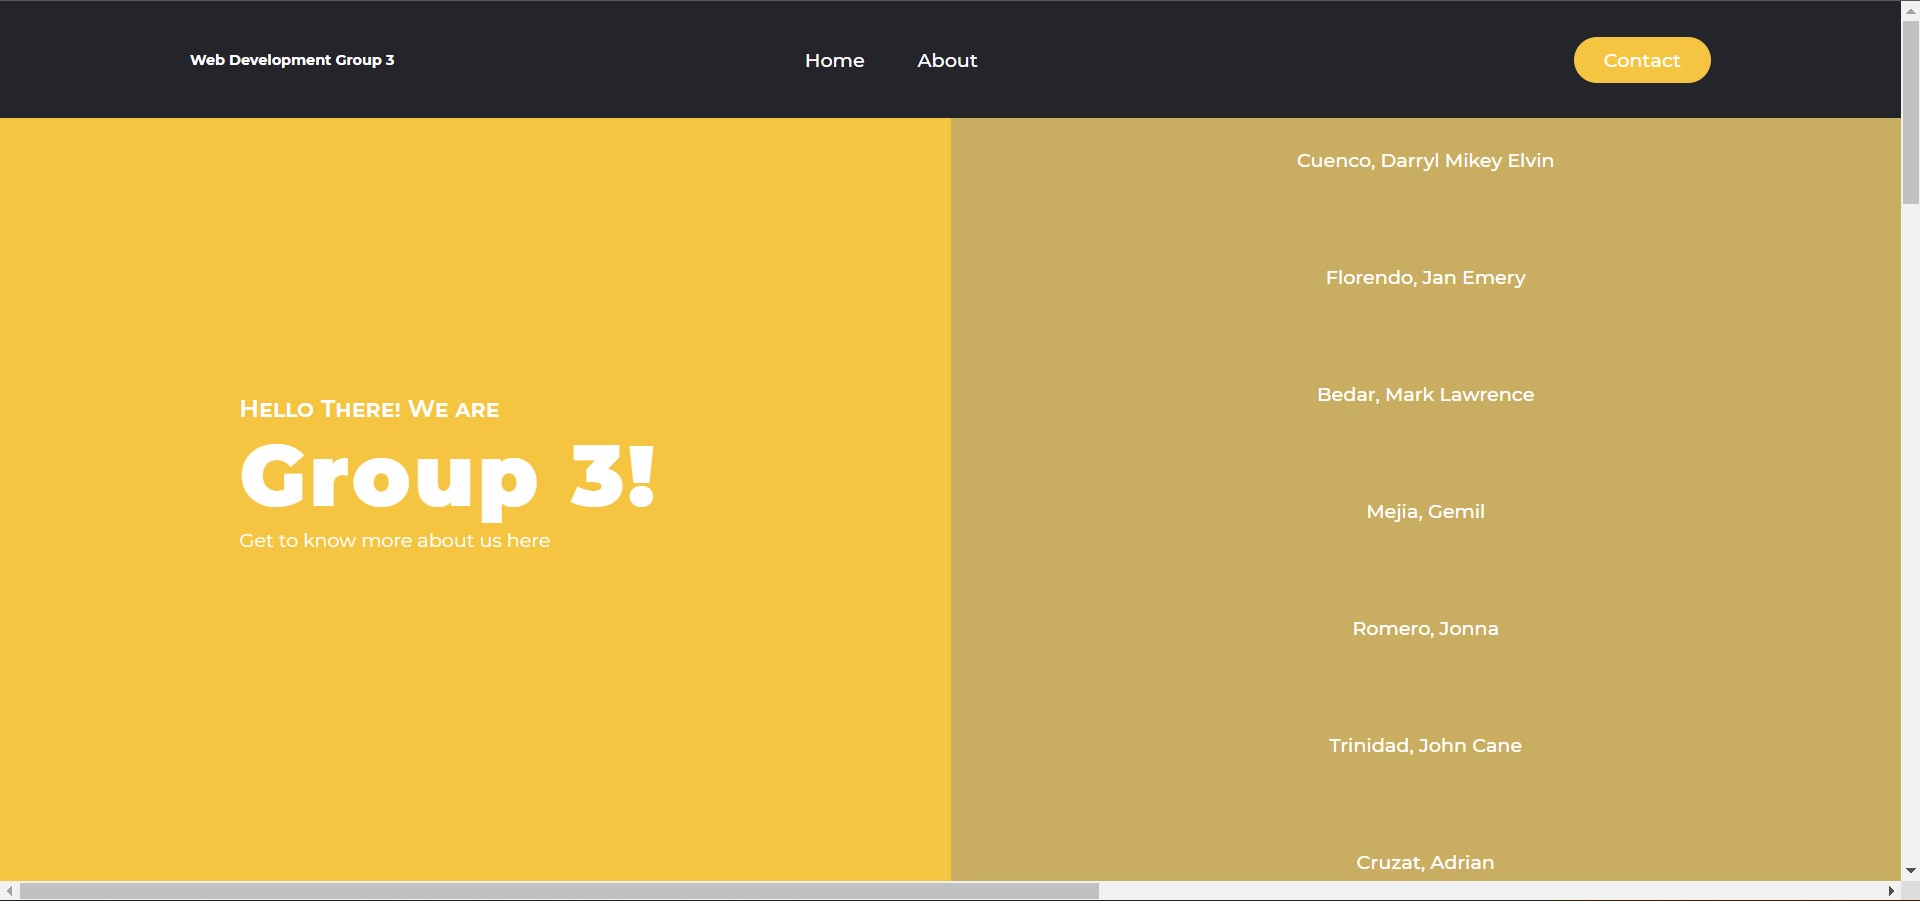 Web Development Group 3
Home
About
Contact
Hello There! We are
Group 3!
Get to know more about us here
Cuenco, Darryl Mikey Elvin
Florendo, Jan Emery
Bedar, Mark Lawrence
Mejia, Gemil
Romero, Jonna
Trinidad, John Cane
Cruzat, Adrian